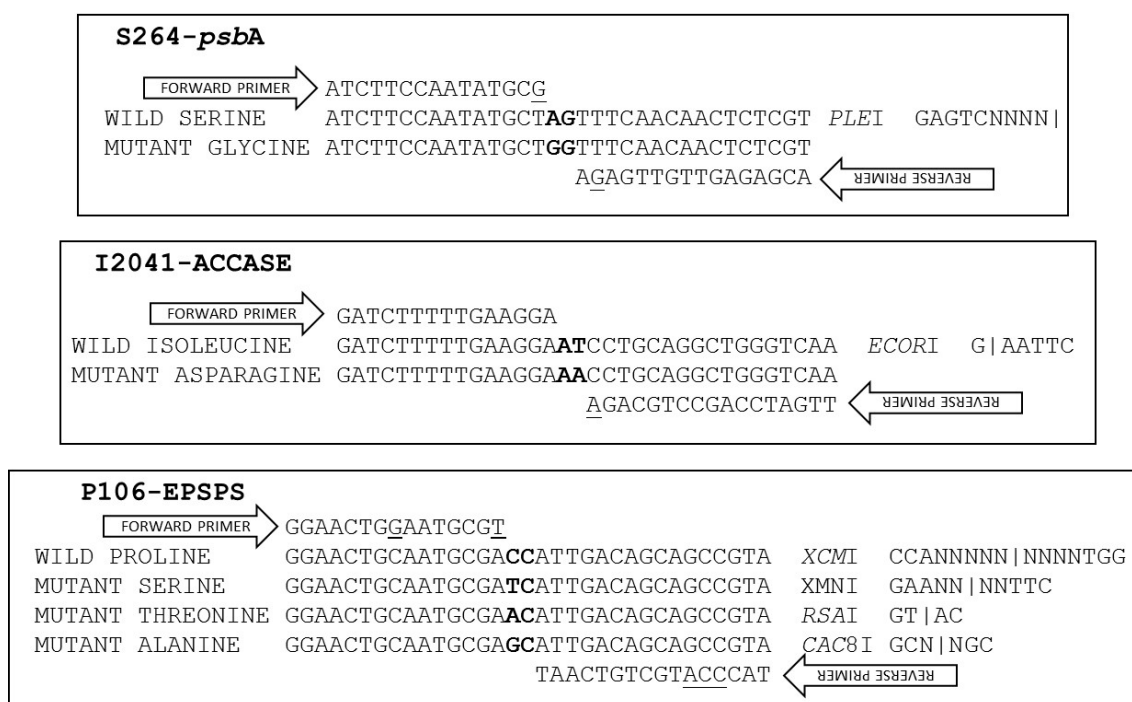 S264-psbA
FORWARD PRIMER ATCTTCCAATATGCG
WILD SERINE ATCTTCCAATATGCTAGTTTCAACAACTCTCGT PLEI GAGTCNNNN|
MUTANT GLYCINE ATCTTCCAATATGCTGGTTTCAACAACTCTCGT
AGAGTTGTTGAGAGCA REVERSE PRIMER
I2041-ACCASE
FORWARD PRIMER GATCTTTTTGAAGGA
WILD ISOLEUCINE GATCTTTTTGAAGGAATCCTGCAGGCTGGGTCAA ECORI G|AATTC
MUTANT ASPARAGINE GATCTTTTTGAAGGAAACCTGCAGGCTGGGTCAA
AGACGTCCGACCTAGTT REVERSE PRIMER
P106-EPSPS
FORWARD PRIMER GGAACTGGAATGCGT
WILD PROLINE GGAACTGCAATGCGACCATTGACAGCAGCCGTA XCMI CCANNNNN|NNNNTGG
MUTANT SERINE GGAACTGCAATGCGATCATTGACAGCAGCCGTA XMNI GAANN|NNTTC
MUTANT THREONINE GGAACTGCAATGCGAACATTGACAGCAGCCGTA RSAI GT|AC
MUTANT ALANINE GGAACTGCAATGCGAGCATTGACAGCAGCCGTA CAC8I GCN|NGC
TAACTGTCGTACCCAT REVERSE PRIMER